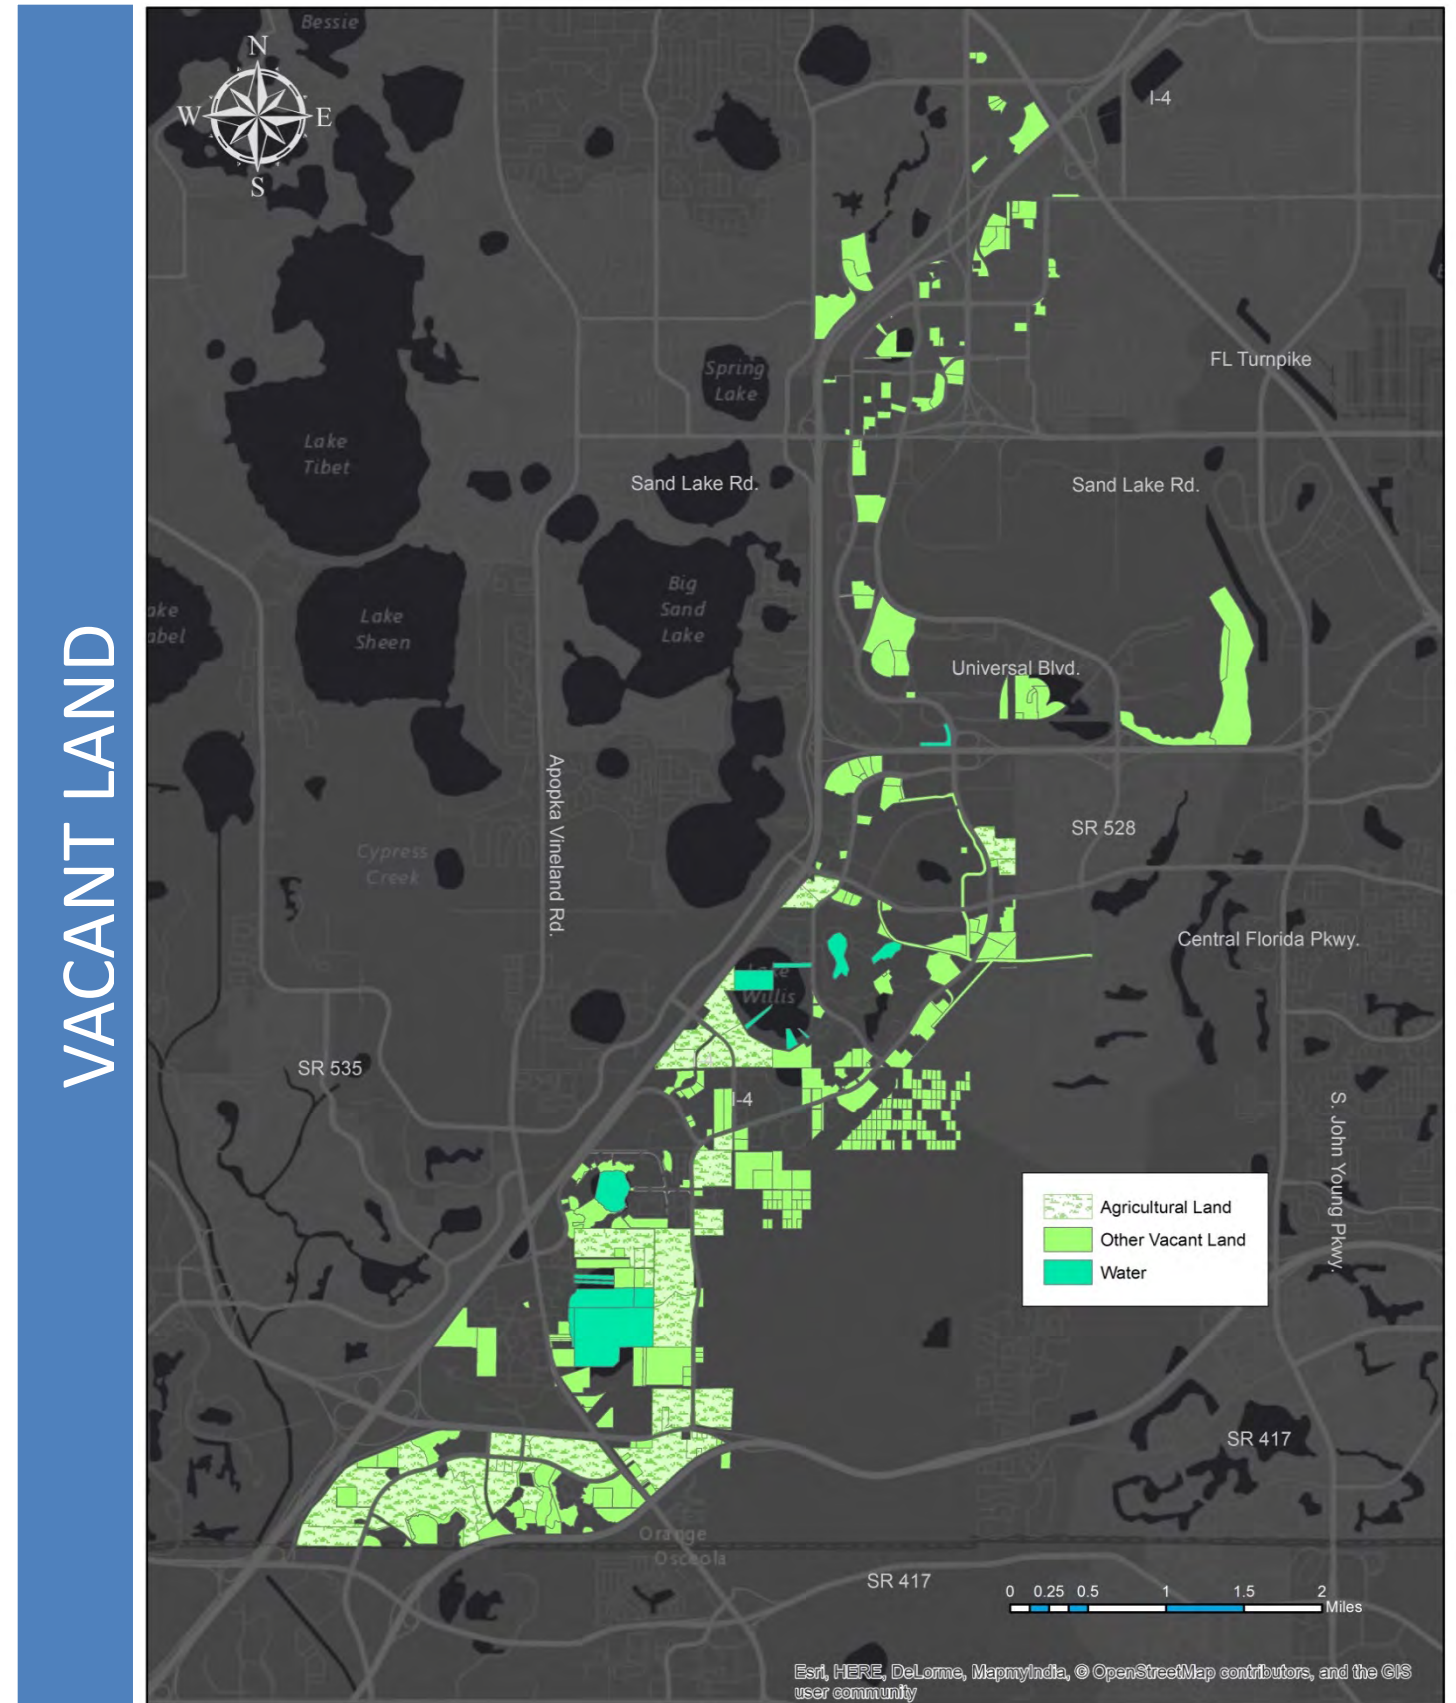 VACANT LAND
Bessie
N
W
E
S
I-4
FL Turnpike
Spring
Lake
Lake
Tibet
Sand Lake Rd.
Sand Lake Rd.
Big
Sand
Lake
Lake
Sheen
Universal Blvd.
Apopka Vineland Rd.
SR 528
Cypress
Creek
Central Florida Pkwy.
Willis
SR 535
I-4
S. John Young Pkwy.
Agricultural Land
Other Vacant Land
Water
SR 417
Orange
Osceola
SR 417
0 0.25 0.5 1 1.5 2
Miles
Esri, HERE, DeLorme, MapmyIndia, © OpenStreetMap contributors, and the GIS
user community